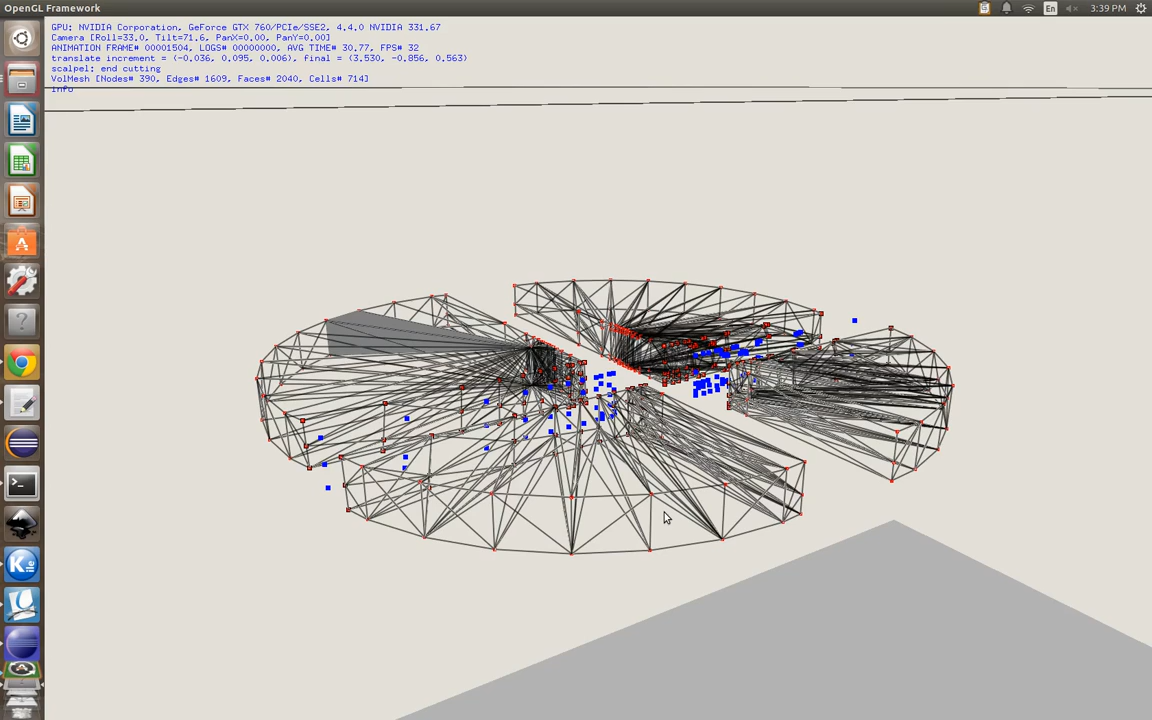 OpenGL Framework
En
3:39 PM
GPU: NVIDIA Corporation, GeForce GTX 760/PCIe/SSE2, 4.4.0 NVIDIA 331.67
Camera [Roll=33.0, Tilt=71.6, PanX=0.00, PanY=0.00]
ANIMATION FRAME# 00001504, LOGS# 00000000, AVG TIME# 30.77, FPS# 32
translate increment = (-0.036, 0.095, 0.006), final = (3.530, -0.856, 0.563)
scalpel: end cutting
VolMesh [Nodes# 390, Edges# 1609, Faces# 2040, Cells# 714]
info